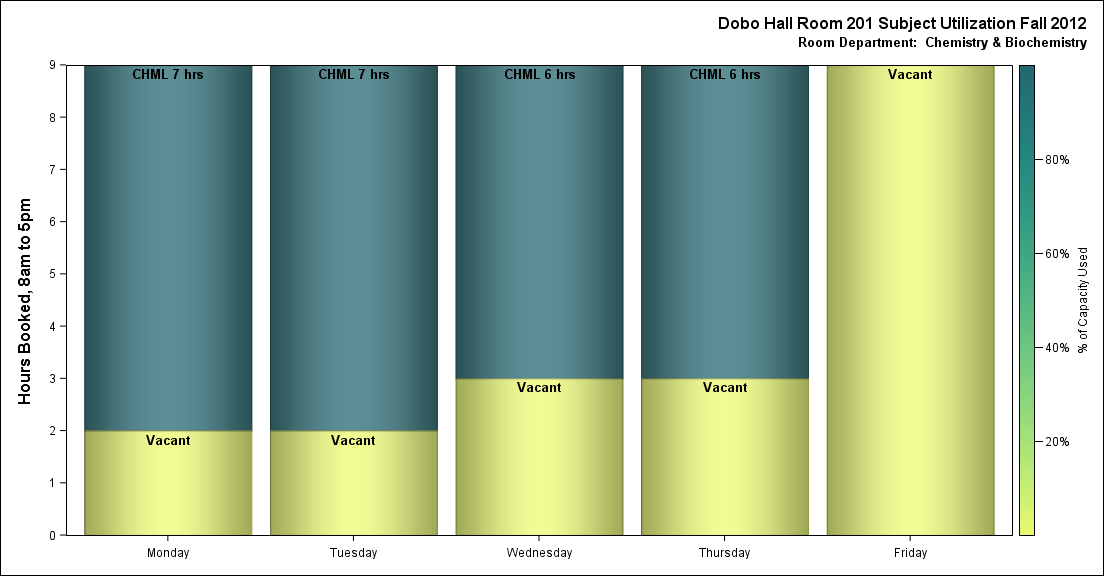 Dobo Hall Room 201 Subject Utilization Fall 2012
Room Department:  Chemistry & Biochemistry
Hours Booked, 8am to 5pm
9
8
7
6
5
4
3
2
1
0
CHML 7 hrs
CHML 7 hrs
CHML 6 hrs
CHML 6 hrs
Vacant
Vacant
Vacant
Vacant
Vacant
Monday
Tuesday
Wednesday
Thursday
Friday
80%
60%
40%
20%
% of Capacity Used